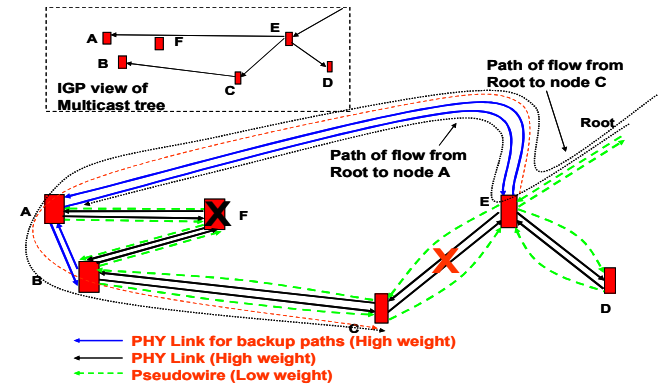 E
A
F
B
C
D
IGP view of
Multicast tree
Path of flow from
Root to node C
Root
Path of flow from
Root to node A
E
A
X
F
B
X
C
D
PHY Link for backup paths (High weight)
PHY Link (High weight)
Pseudowire (Low weight)